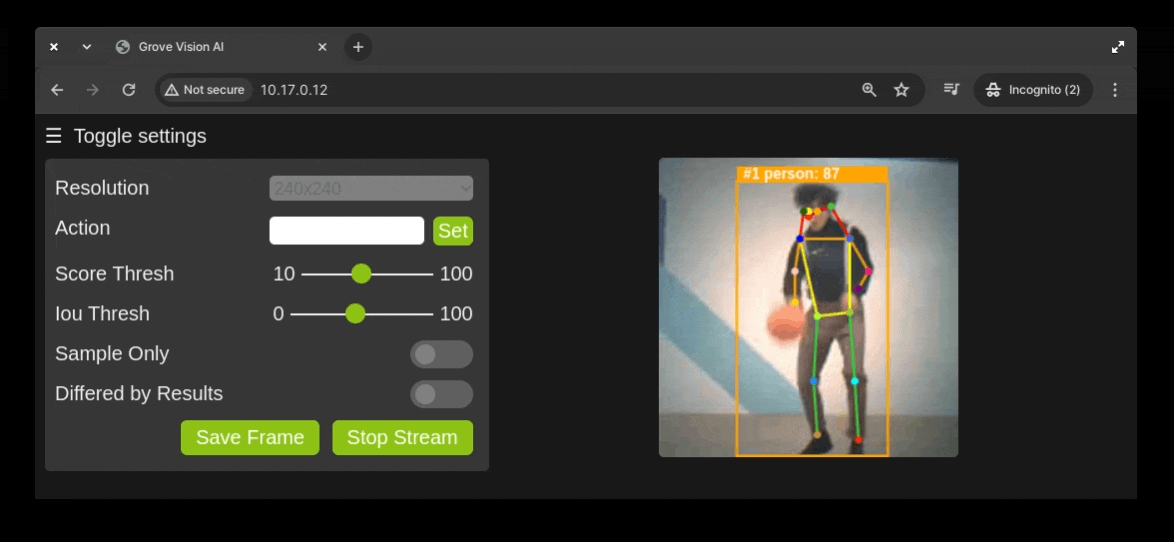 Grove Vision AI
Not secure 10.17.0.12 Incognito (2)
☰ Toggle settings
Resolution 240x240
Action Set
Score Thresh 10 100
Iou Thresh 0 100
Sample Only
Differed by Results
Save Frame Stop Stream
#1 person: 87